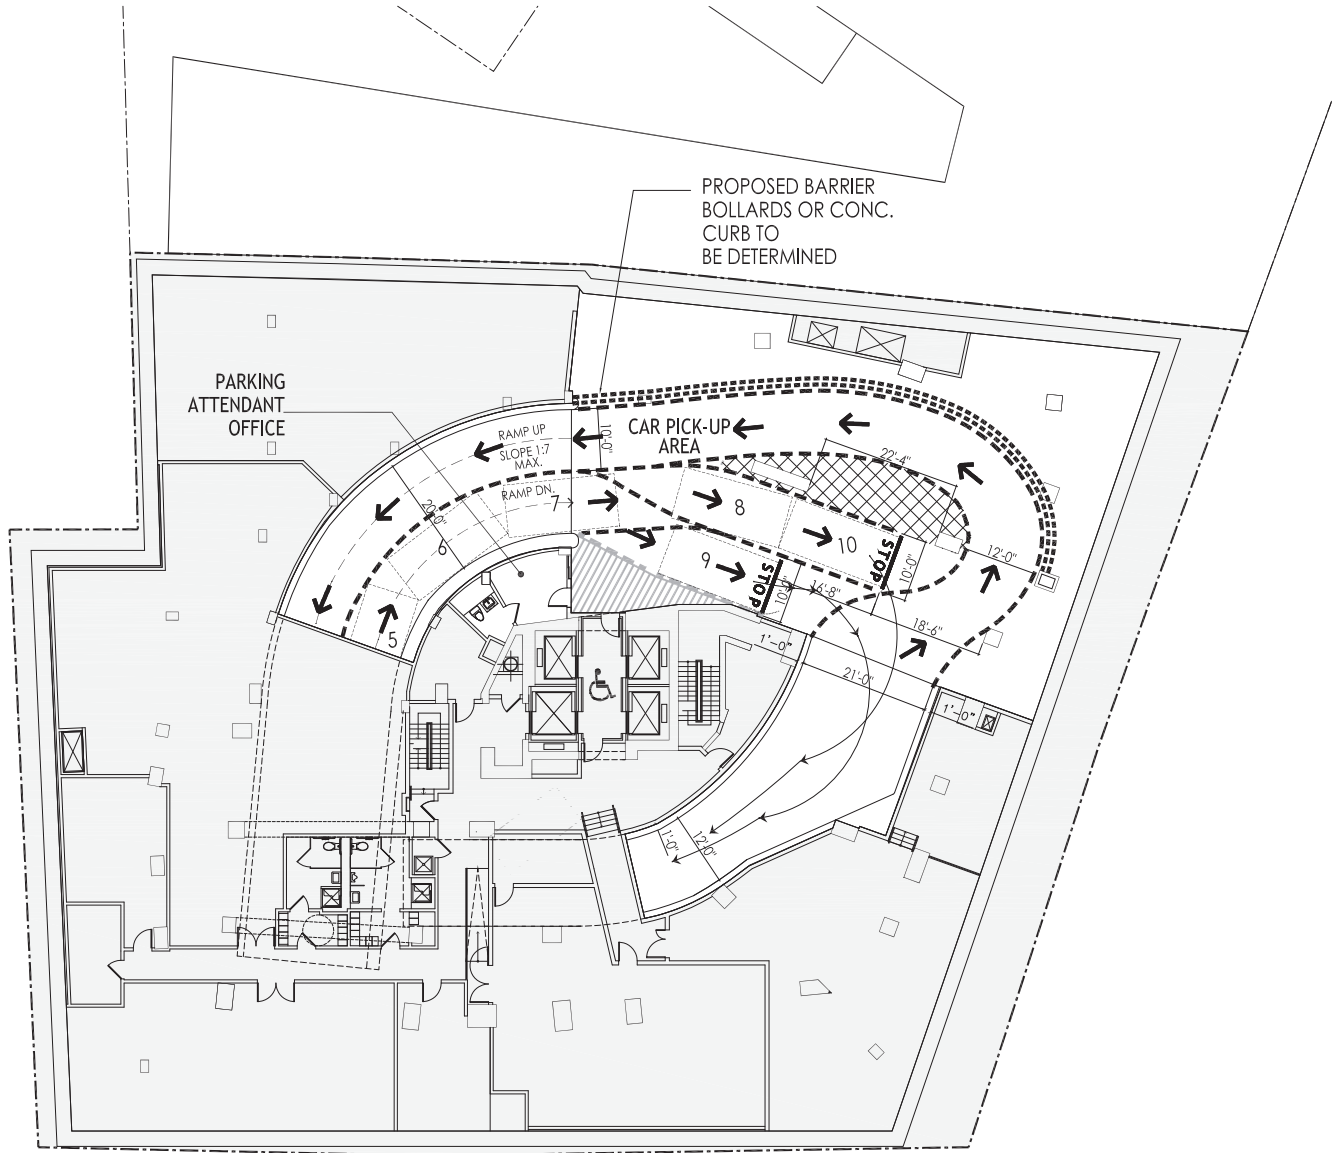 PROPOSED BARRIER
BOLLARDS OR CONC.
CURB TO
BE DETERMINED
PARKING
ATTENDANT
OFFICE
RAMP UP
SLOPE 1:7
MAX.
10'-0"
CAR PICK-UP
AREA
22'-4"
20'-0"
RAMP DN.
7
8
6
5
9
10
STOP
STOP
10'-0"
10'-0"
12'-0"
16'-8"
18'-6"
1'-0"
21'-0"
1'-0"
1'-0"
12'-0"